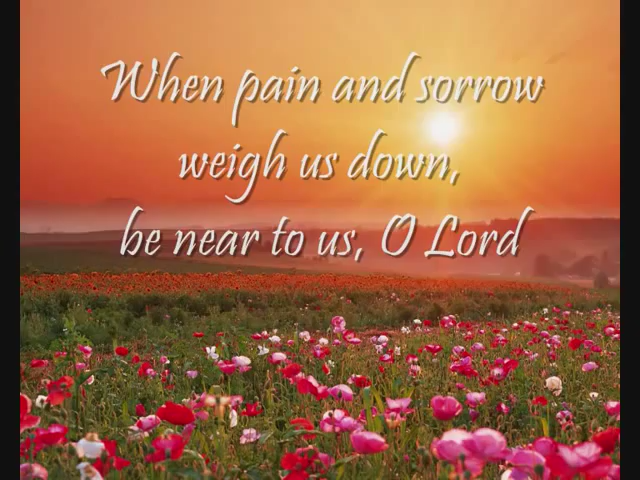 When pain and sorrow
weigh us down,
be near to us, O Lord